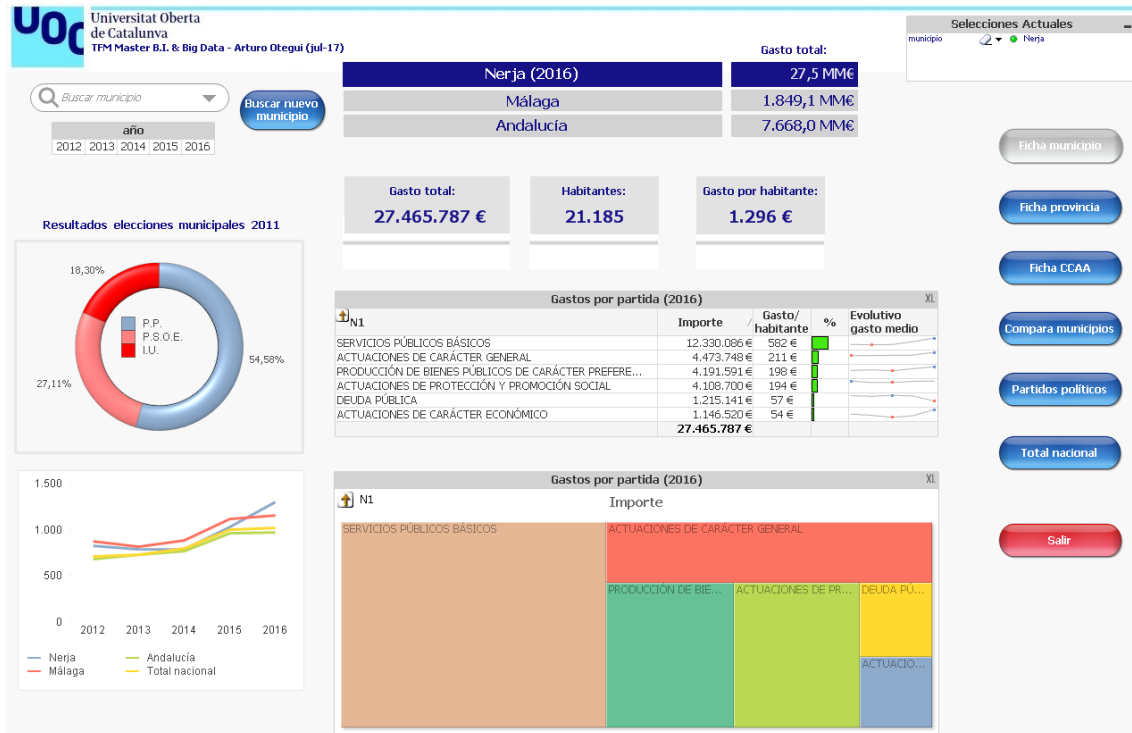 UOC
Universitat Oberta
de Catalunya
TFM Master B.I. & Big Data - Arturo Otegui (jul-17)
Selecciones Actuales
municipio Nerja
Gasto total:
Nerja (2016) 27,5 MM€
Málaga 1.849,1 MM€
Andalucía 7.668,0 MM€
Buscar municipio
Buscar nuevo
municipio
año
2012 2013 2014 2015 2016
Gasto total: Habitantes: Gasto por habitante:
27.465.787 € 21.185 1.296 €
Ficha municipio
Ficha provincia
Ficha CCAA
Compara municipios
Partidos políticos
Total nacional
Salir
Resultados elecciones municipales 2011
18,30%
P.P.
P.S.O.E.
I.U.
54,58%
27,11%
Gastos por partida (2016) XL
N1 Importe Gasto/ habitante % Evolutivo gasto medio
SERVICIOS PÚBLICOS BÁSICOS 12.330.086 € 582 €
ACTUACIONES DE CARÁCTER GENERAL 4.473.748 € 211 €
PRODUCCIÓN DE BIENES PÚBLICOS DE CARÁCTER PREFERE... 4.191.591 € 198 €
ACTUACIONES DE PROTECCIÓN Y PROMOCIÓN SOCIAL 4.108.700 € 194 €
DEUDA PÚBLICA 1.215.141 € 57 €
ACTUACIONES DE CARÁCTER ECONÓMICO 1.146.520 € 54 €
27.465.787 €
1.500
1.000
500
0
2012 2013 2014 2015 2016
Nerja Andalucía
Málaga Total nacional
Gastos por partida (2016) XL
N1 Importe
SERVICIOS PÚBLICOS BÁSICOS
ACTUACIONES DE CARÁCTER GENERAL
PRODUCCIÓN DE BIE...
ACTUACIONES DE PR...
DEUDA PÚ...
ACTUACIO...